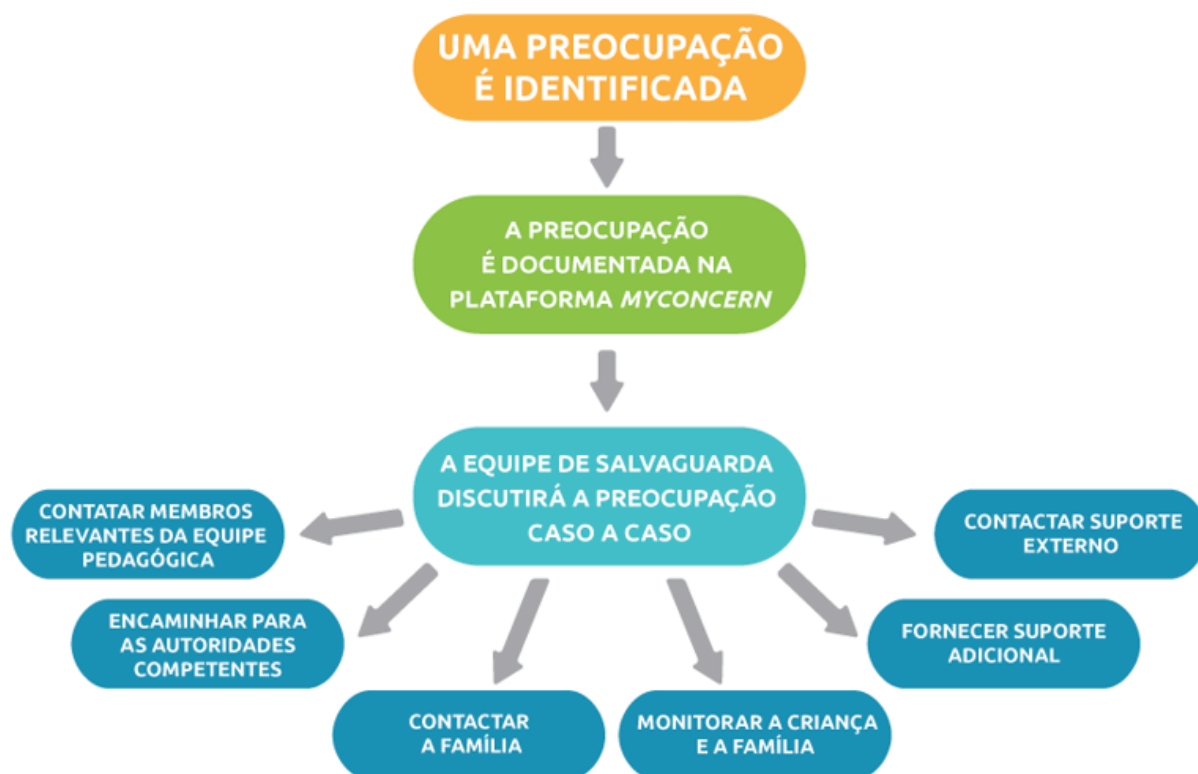 UMA PREOCUPAÇÃO
É IDENTIFICADA
A PREOCUPAÇÃO
É DOCUMENTADA NA
PLATAFORMA MYCONCERN
A EQUIPE DE SALVAGUARDA
DISCUTIRÁ A PREOCUPAÇÃO
CASO A CASO
CONTATAR MEMBROS
RELEVANTES DA EQUIPE
PEDAGÓGICA
ENCAMINHAR PARA
AS AUTORIDADES
COMPETENTES
CONTACTAR
A FAMÍLIA
MONITORAR A CRIANÇA
E A FAMÍLIA
FORNECER SUPORTE
ADICIONAL
CONTACTAR SUPORTE
EXTERNO